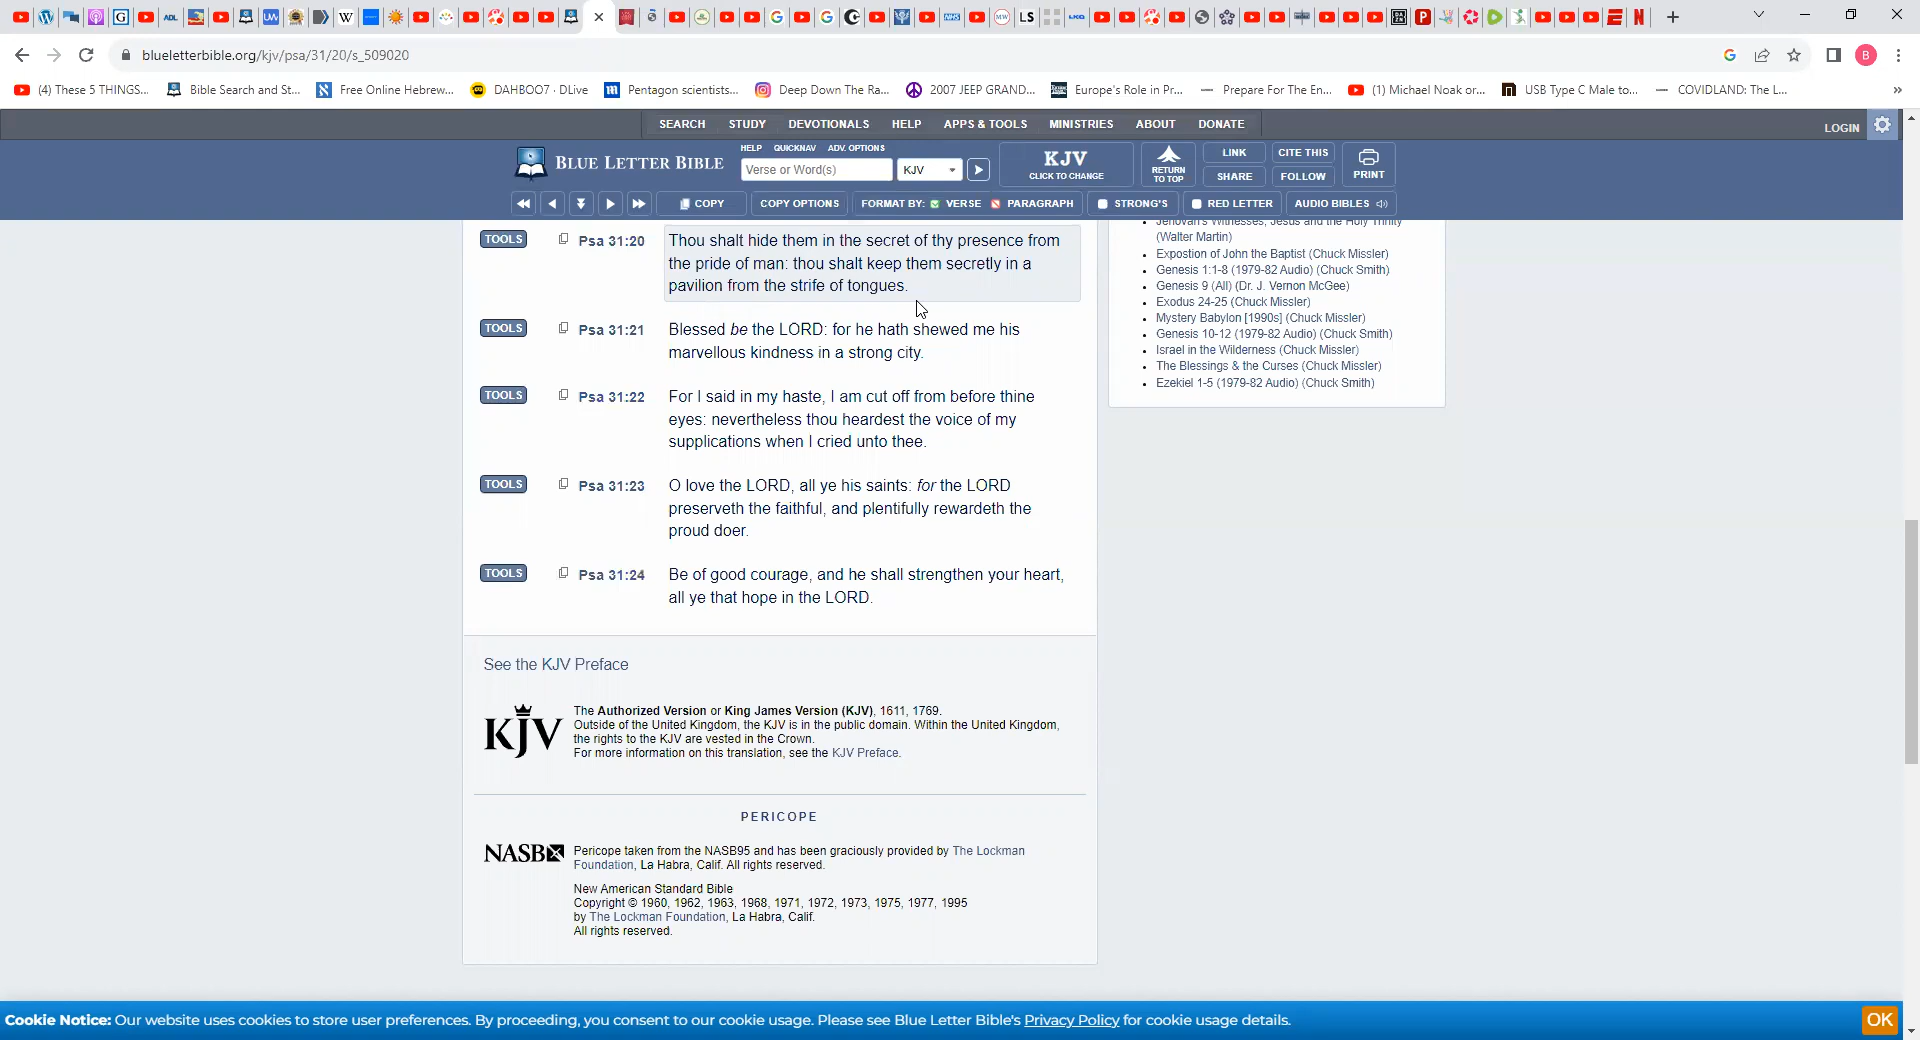 blueletterbible.org/kjv/psa/31/20/s_509020
B
(4) These 5 THINGS...
Bible Search and St...
Free Online Hebrew...
DAHBOO7 · DLive
Pentagon scientists...
Deep Down The Ra...
2007 JEEP GRAND...
Europe's Role in Pr...
Prepare For The En...
(1) Michael Noak or...
USB Type C Male to...
COVIDLAND: The L...
SEARCH STUDY DEVOTIONALS HELP APPS & TOOLS MINISTRIES ABOUT DONATE
LOGIN
BLUE LETTER BIBLE
HELP QUICKNAV ADV. OPTIONS
Verse or Word(s)
KJV
KJV
CLICK TO CHANGE
RETURN
TO TOP
LINK
CITE THIS
SHARE
FOLLOW
PRINT
COPY
COPY OPTIONS
FORMAT BY: VERSE PARAGRAPH
STRONG'S
RED LETTER
AUDIO BIBLES
TOOLS
Psa 31:20
Thou shalt hide them in the secret of thy presence from
the pride of man: thou shalt keep them secretly in a
pavilion from the strife of tongues.
TOOLS
Psa 31:21
Blessed be the LORD: for he hath shewed me his
marvellous kindness in a strong city.
TOOLS
Psa 31:22
For I said in my haste, I am cut off from before thine
eyes: nevertheless thou heardest the voice of my
supplications when I cried unto thee.
TOOLS
Psa 31:23
O love the LORD, all ye his saints: for the LORD
preserveth the faithful, and plentifully rewardeth the
proud doer.
TOOLS
Psa 31:24
Be of good courage, and he shall strengthen your heart,
all ye that hope in the LORD.
Jehovah's Witnesses, Jesus and the Holy Trinity
(Walter Martin)
Expostion of John the Baptist (Chuck Missler)
Genesis 1:1-8 (1979-82 Audio) (Chuck Smith)
Genesis 9 (All) (Dr. J. Vernon McGee)
Exodus 24-25 (Chuck Missler)
Mystery Babylon [1990s] (Chuck Missler)
Genesis 10-12 (1979-82 Audio) (Chuck Smith)
Israel in the Wilderness (Chuck Missler)
The Blessings & the Curses (Chuck Missler)
Ezekiel 1-5 (1979-82 Audio) (Chuck Smith)
See the KJV Preface
KJV
The Authorized Version or King James Version (KJV), 1611, 1769.
Outside of the United Kingdom, the KJV is in the public domain. Within the United Kingdom,
the rights to the KJV are vested in the Crown.
For more information on this translation, see the KJV Preface.
PERICOPE
NASB
Pericope taken from the NASB95 and has been graciously provided by The Lockman
Foundation, La Habra, Calif. All rights reserved.
New American Standard Bible
Copyright © 1960, 1962, 1963, 1968, 1971, 1972, 1973, 1975, 1977, 1995
by The Lockman Foundation, La Habra, Calif.
All rights reserved.
Cookie Notice: Our website uses cookies to store user preferences. By proceeding, you consent to our cookie usage. Please see Blue Letter Bible's Privacy Policy for cookie usage details.
OK